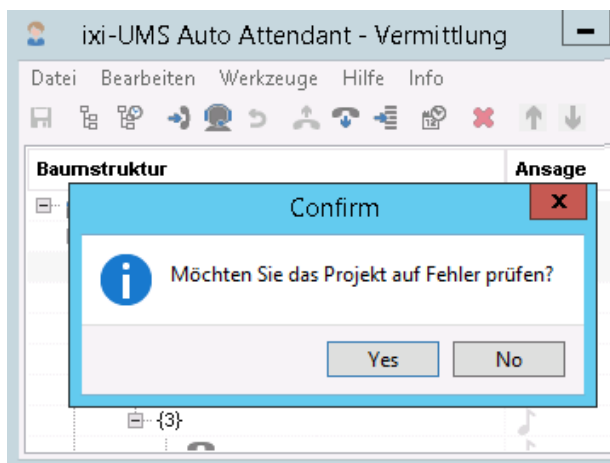 ixi-UMS Auto Attendant - Vermittlung
Datei Bearbeiten Werkzeuge Hilfe Info
12
Baumstruktur Ansage
Confirm
x
i
Möchten Sie das Projekt auf Fehler prüfen?
Yes No
{3}